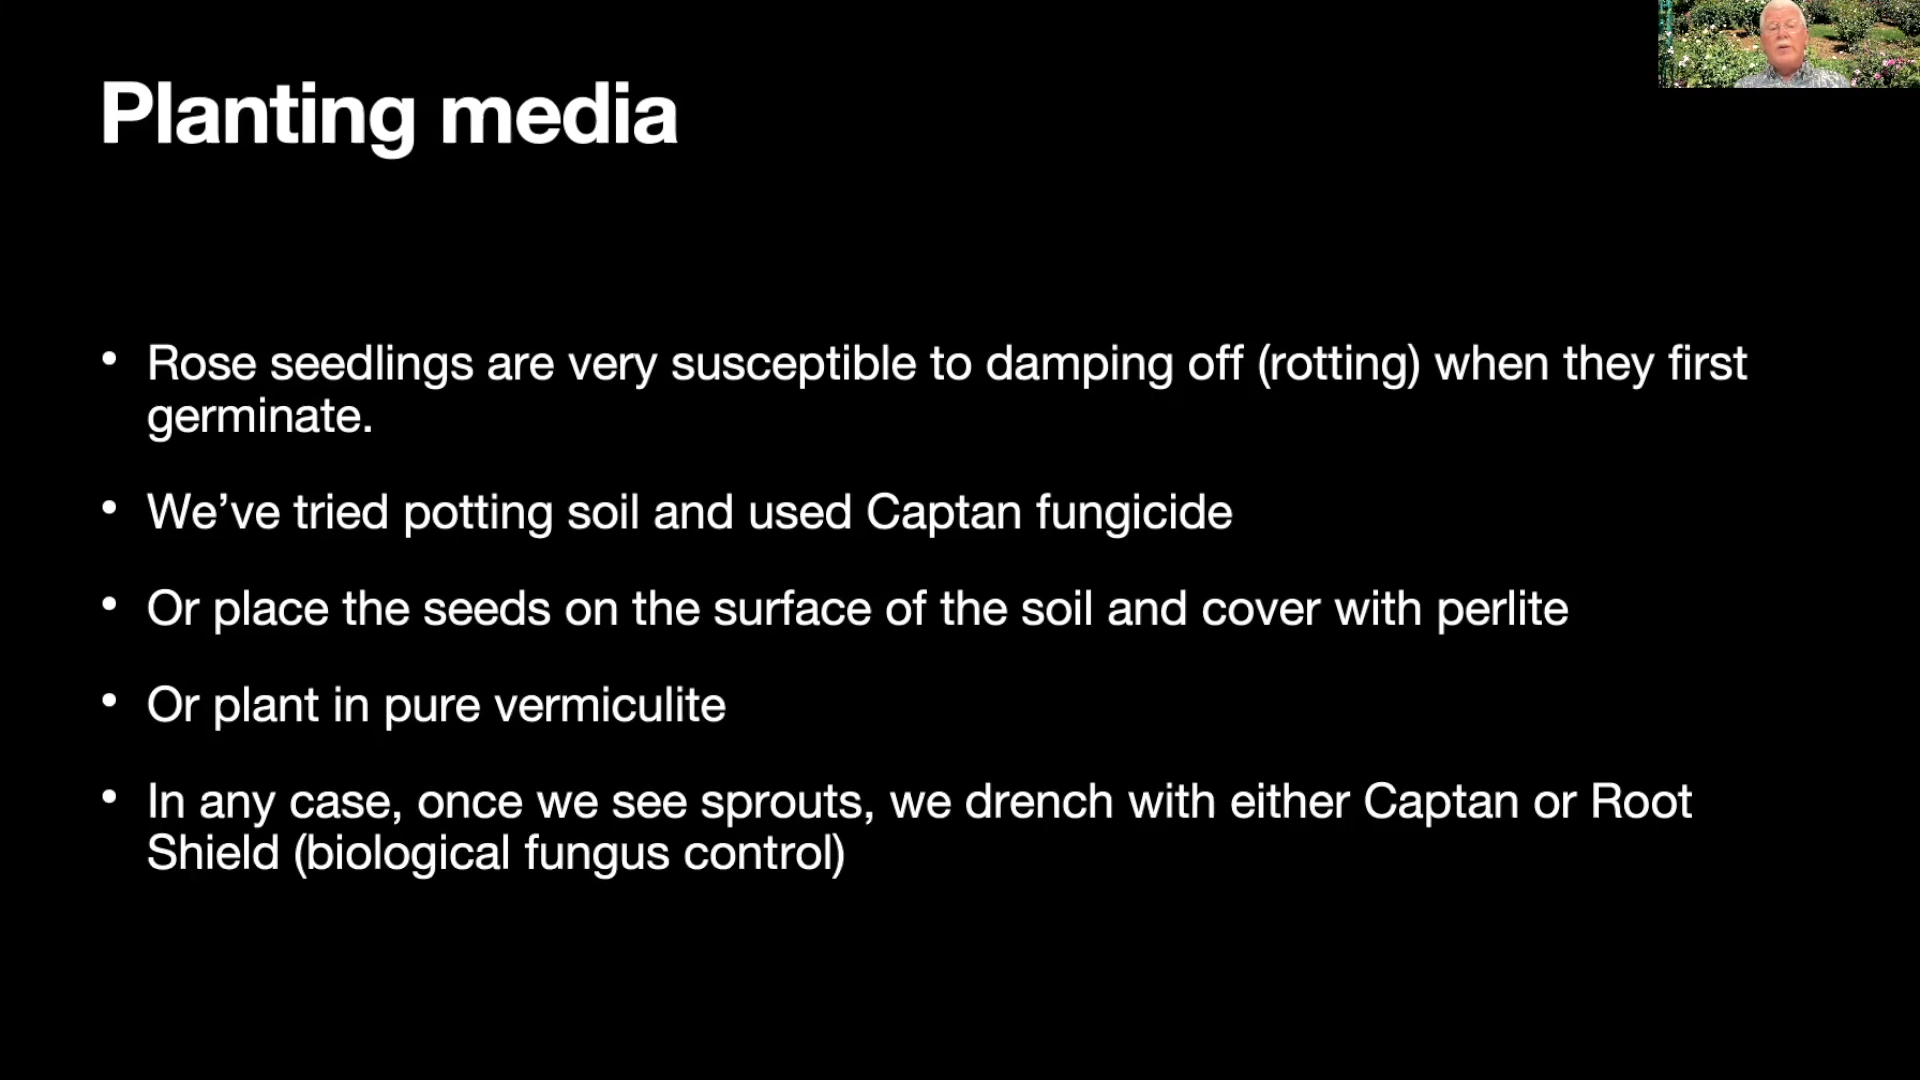 Planting media
• Rose seedlings are very susceptible to damping off (rotting) when they first
germinate.
• We’ve tried potting soil and used Captan fungicide
• Or place the seeds on the surface of the soil and cover with perlite
• Or plant in pure vermiculite
• In any case, once we see sprouts, we drench with either Captan or Root
Shield (biological fungus control)